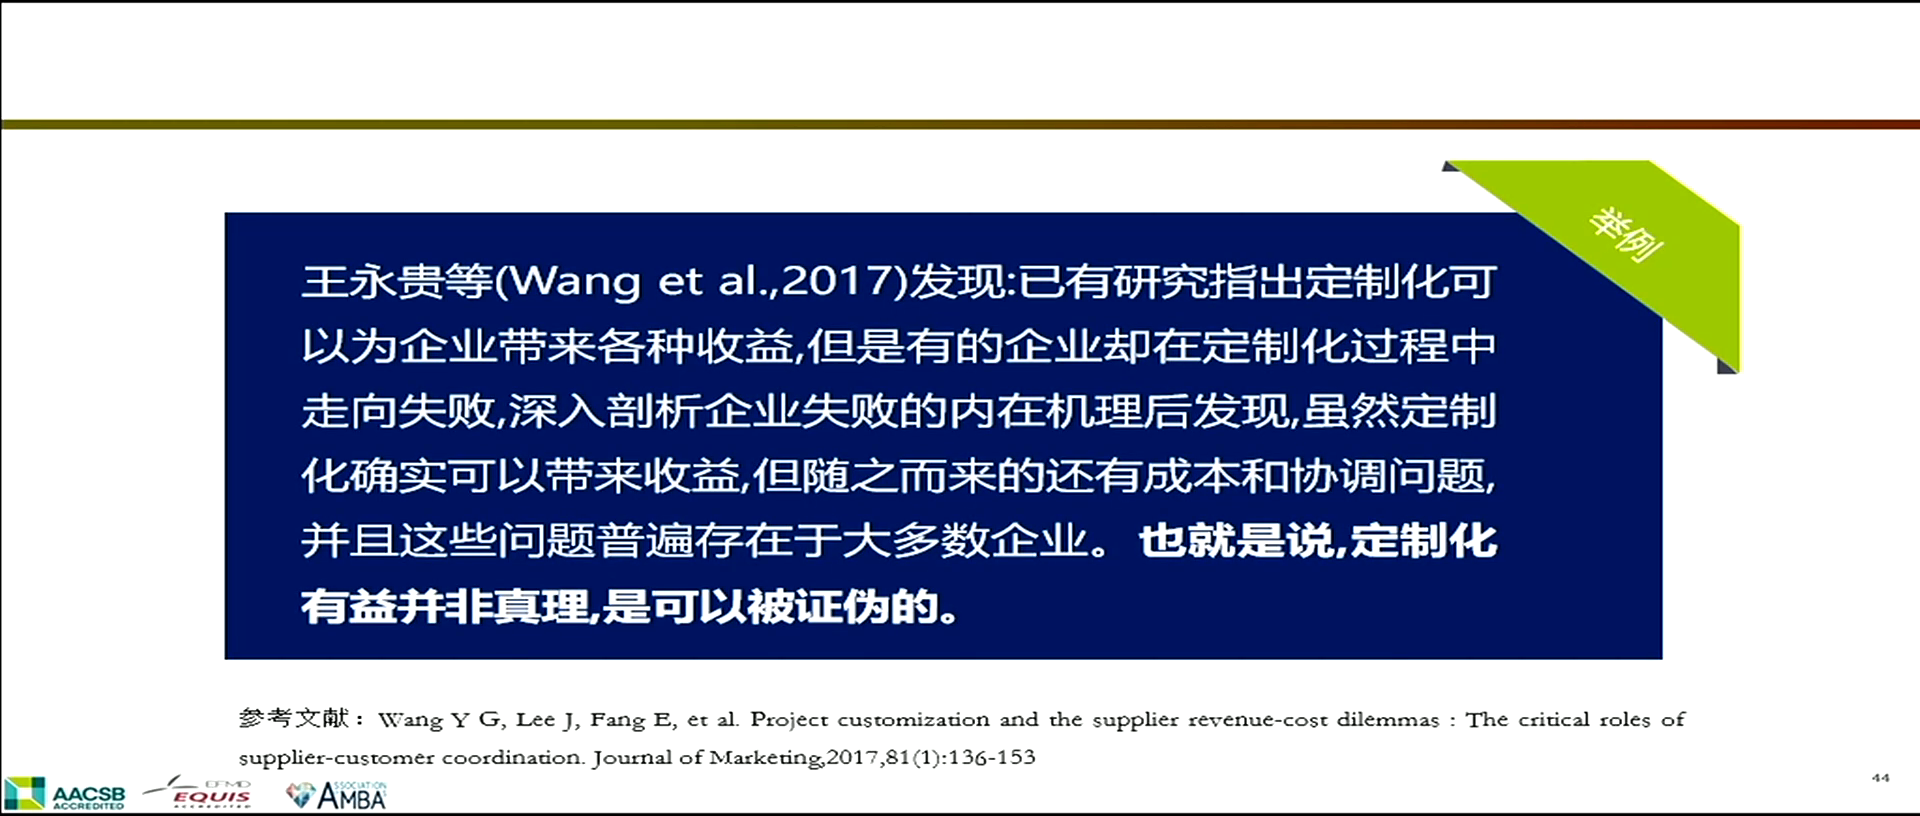 举例
王永贵等(Wang et al.,2017)发现:已有研究指出定制化可
以为企业带来各种收益,但是有的企业却在定制化过程中
走向失败,深入剖析企业失败的内在机理后发现,虽然定制
化确实可以带来收益,但随之而来的还有成本和协调问题,
并且这些问题普遍存在于大多数企业。也就是说,定制化
有益并非真理,是可以被证伪的。
参考文献：Wang Y G, Lee J, Fang E, et al. Project customization and the supplier revenue-cost dilemmas : The critical roles of
supplier-customer coordination. Journal of Marketing,2017,81(1):136-153
AACSB
ACCREDITED
EFMD
EQUIS
ACCREDITED
ASSOCIATION
AMBA
44